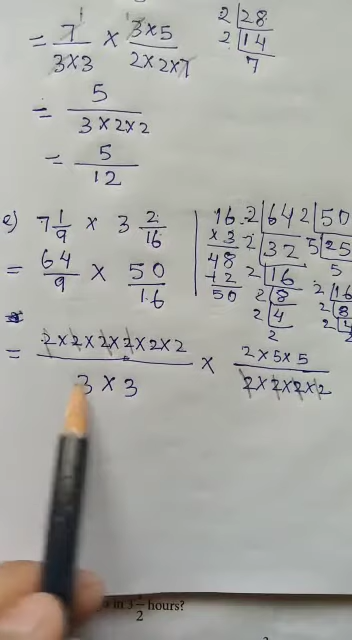 = 7/3×3 × 3×5/2×2×7
2 | 28
2 | 14
7
= 5/3×2×2
= 5/12
e) 7 1/9 × 3 2/16
= 64/9 × 50/16
16
×3
48
+2
50
2 | 64
2 | 32
2 | 16
2 | 8
2 | 4
2
2 | 50
5 | 25
5
2 | 16
2 | 8
2 | 4
= 2×2×2×2×2×2/3×3 × 2×5×5/2×2×2×2
in 3 1/2 hours?